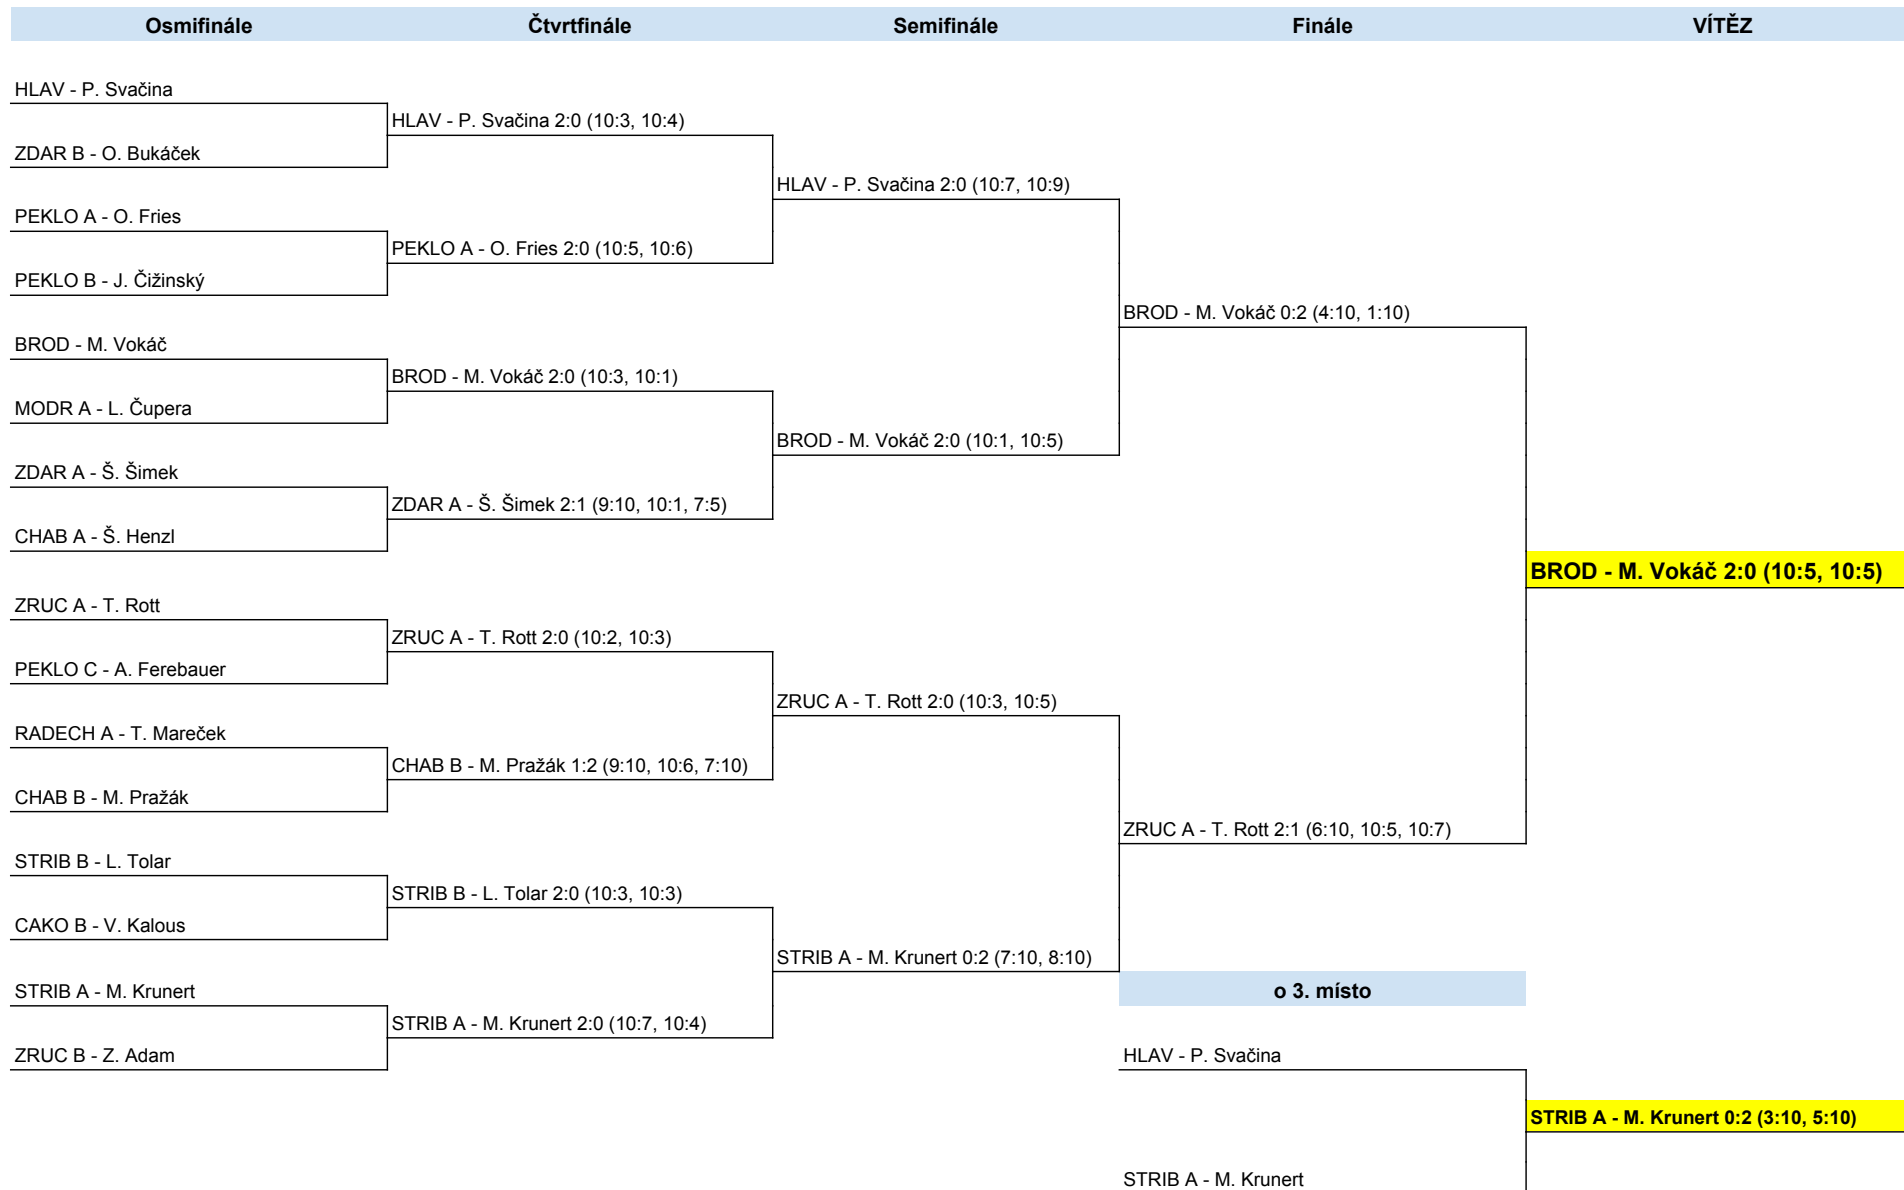 Osmifinále Čtvrtfinále Semifinále Finále VÍTĚZ
HLAV - P. Svačina
HLAV - P. Svačina 2:0 (10:3, 10:4)
ZDAR B - O. Bukáček
HLAV - P. Svačina 2:0 (10:7, 10:9)
PEKLO A - O. Fries
PEKLO A - O. Fries 2:0 (10:5, 10:6)
PEKLO B - J. Čižinský
BROD - M. Vokáč 0:2 (4:10, 1:10)
BROD - M. Vokáč
BROD - M. Vokáč 2:0 (10:3, 10:1)
MODR A - L. Čupera
BROD - M. Vokáč 2:0 (10:1, 10:5)
ZDAR A - Š. Šimek
ZDAR A - Š. Šimek 2:1 (9:10, 10:1, 7:5)
CHAB A - Š. Henzl
BROD - M. Vokáč 2:0 (10:5, 10:5)
ZRUC A - T. Rott
ZRUC A - T. Rott 2:0 (10:2, 10:3)
PEKLO C - A. Ferebauer
ZRUC A - T. Rott 2:0 (10:3, 10:5)
RADECH A - T. Mareček
CHAB B - M. Pražák 1:2 (9:10, 10:6, 7:10)
CHAB B - M. Pražák
ZRUC A - T. Rott 2:1 (6:10, 10:5, 10:7)
STRIB B - L. Tolar
STRIB B - L. Tolar 2:0 (10:3, 10:3)
CAKO B - V. Kalous
STRIB A - M. Krunert 0:2 (7:10, 8:10)
STRIB A - M. Krunert
o 3. místo
STRIB A - M. Krunert 2:0 (10:7, 10:4)
ZRUC B - Z. Adam
HLAV - P. Svačina
STRIB A - M. Krunert 0:2 (3:10, 5:10)
STRIB A - M. Krunert